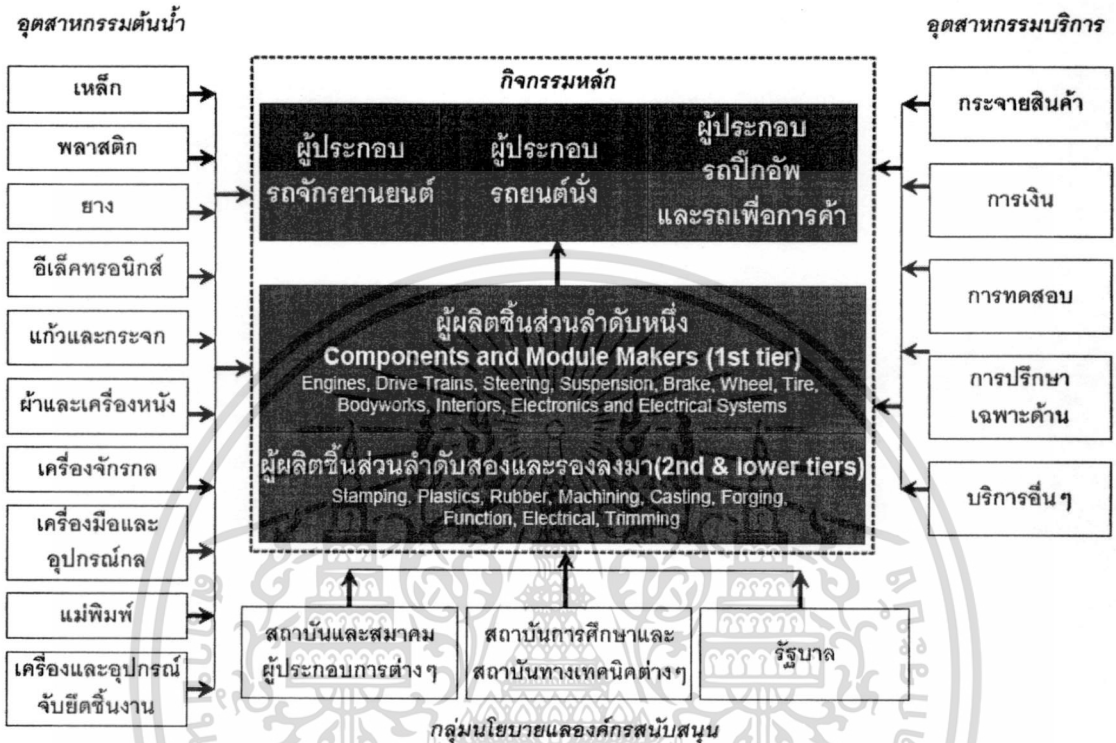 อุตสาหกรรมต้นน้ำ
เหล็ก
พลาสติก
ยาง
อีเล็คทรอนิกส์
แก้วและกระจก
ผ้าและเครื่องหนัง
เครื่องจักรกล
เครื่องมือและ
อุปกรณ์กล
แม่พิมพ์
เครื่องและอุปกรณ์
จับยึดชิ้นงาน
กิจกรรมหลัก
ผู้ประกอบ
รถจักรยานยนต์
ผู้ประกอบ
รถยนต์นั่ง
ผู้ประกอบ
รถปิ๊กอัพ
และรถเพื่อการค้า
ผู้ผลิตชิ้นส่วนลำดับหนึ่ง
Components and Module Makers (1st tier)
Engines, Drive Trains, Steering, Suspension, Brake, Wheel, Tire,
Bodyworks, Interiors, Electronics and Electrical Systems
ผู้ผลิตชิ้นส่วนลำดับสองและรองลงมา(2nd & lower tiers)
Stamping, Plastics, Rubber, Machining, Casting, Forging,
Function, Electrical, Trimming
อุตสาหกรรมบริการ
กระจายสินค้า
การเงิน
การทดสอบ
การปรึกษา
เฉพาะด้าน
บริการอื่นๆ
สถาบันและสมาคม
ผู้ประกอบการต่างๆ
สถาบันการศึกษาและ
สถาบันทางเทคนิคต่างๆ
รัฐบาล
กลุ่มนโยบายแลองค์กรสนับสนุน